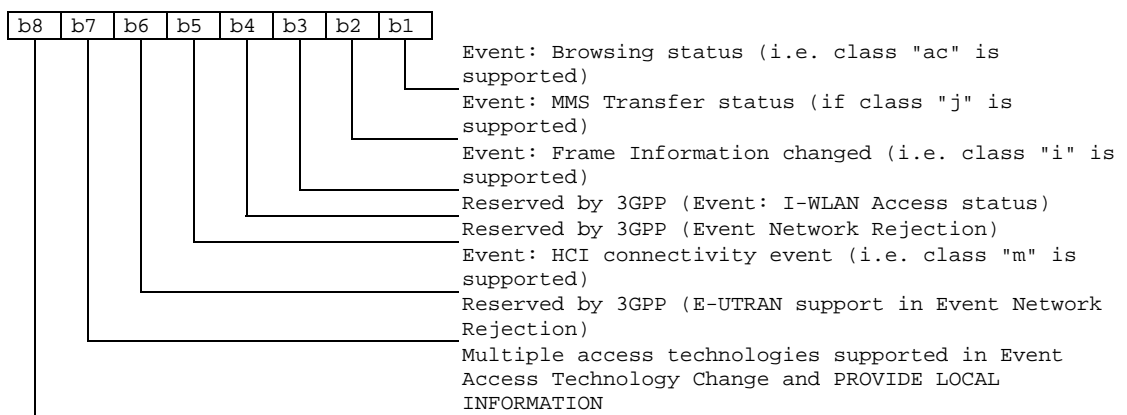 b8 b7 b6 b5 b4 b3 b2 b1
Event: Browsing status (i.e. class "ac" is
supported)
Event: MMS Transfer status (if class "j" is
supported)
Event: Frame Information changed (i.e. class "i" is
supported)
Reserved by 3GPP (Event: I-WLAN Access status)
Reserved by 3GPP (Event Network Rejection)
Event: HCI connectivity event (i.e. class "m" is
supported)
Reserved by 3GPP (E-UTRAN support in Event Network
Rejection)
Multiple access technologies supported in Event
Access Technology Change and PROVIDE LOCAL
INFORMATION